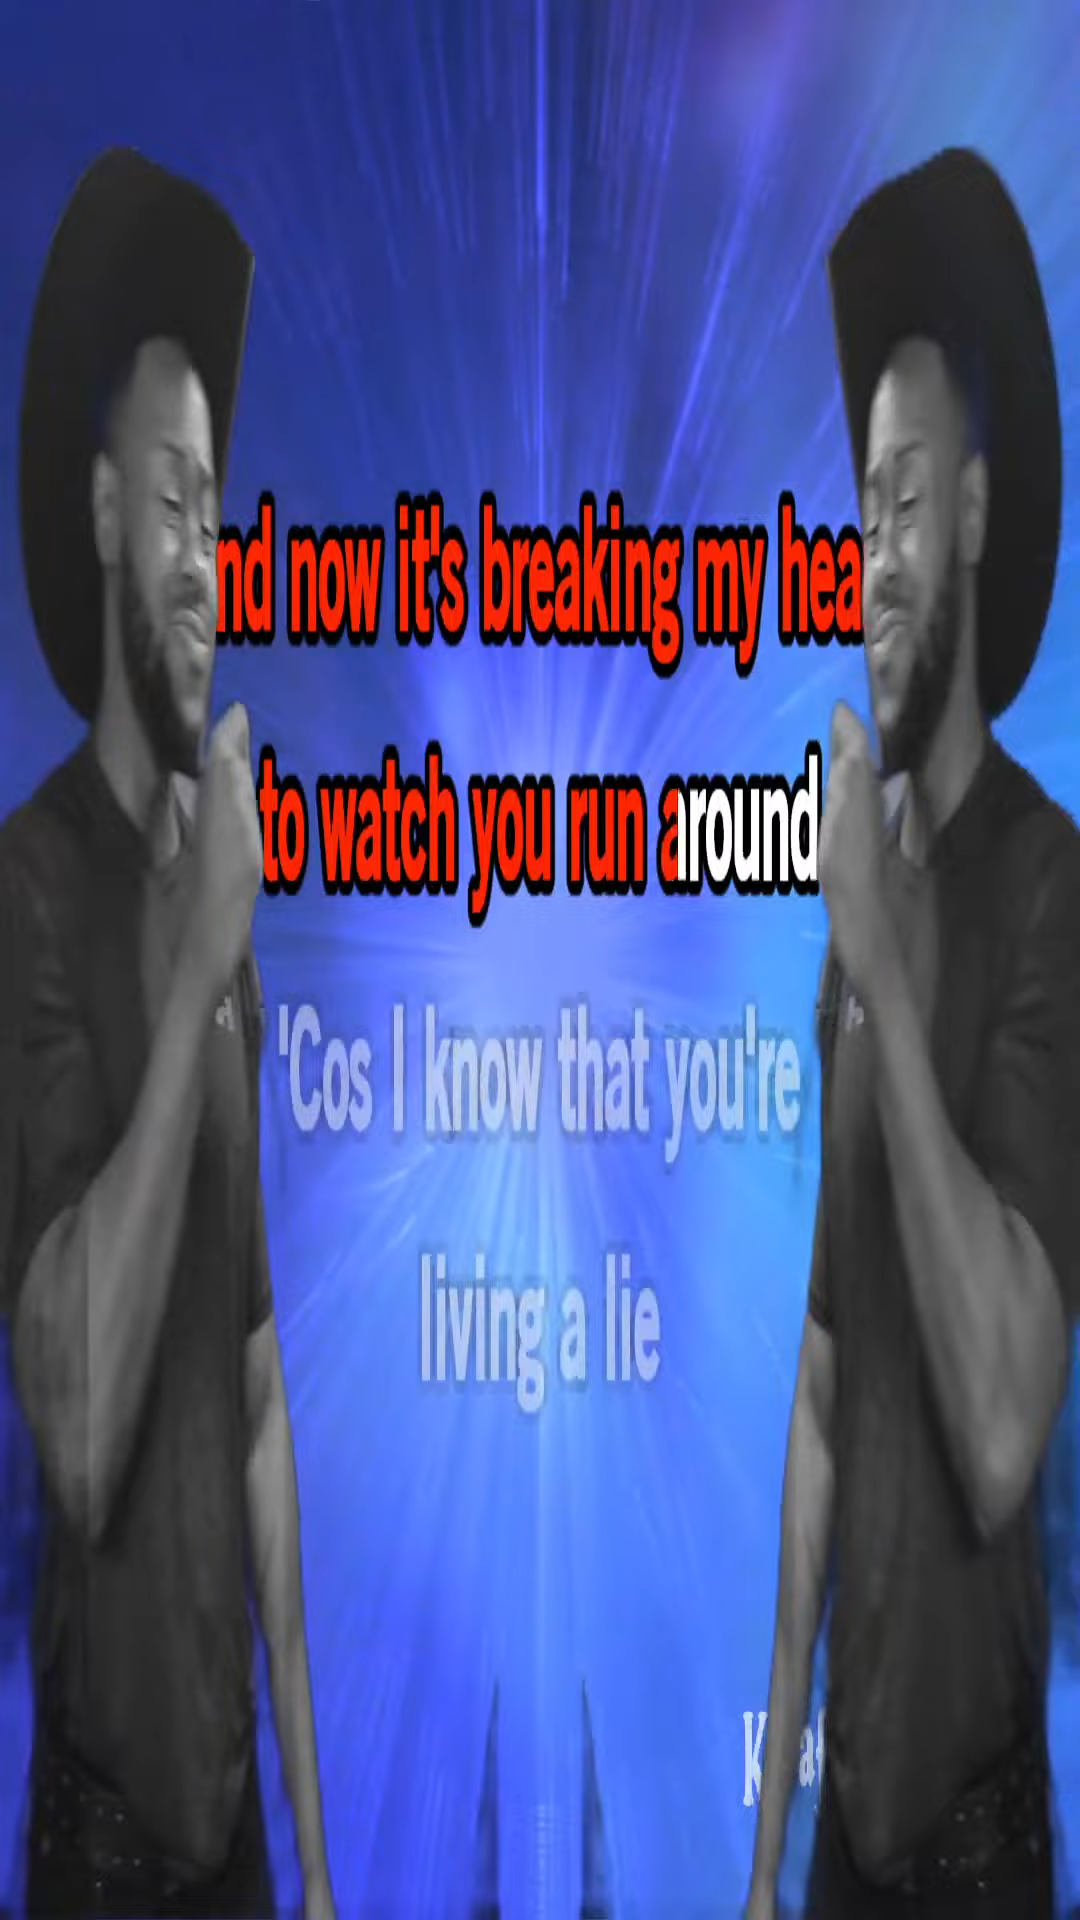 nd now it's breaking my hea
to watch you run around
'Cos I know that you're
living a lie